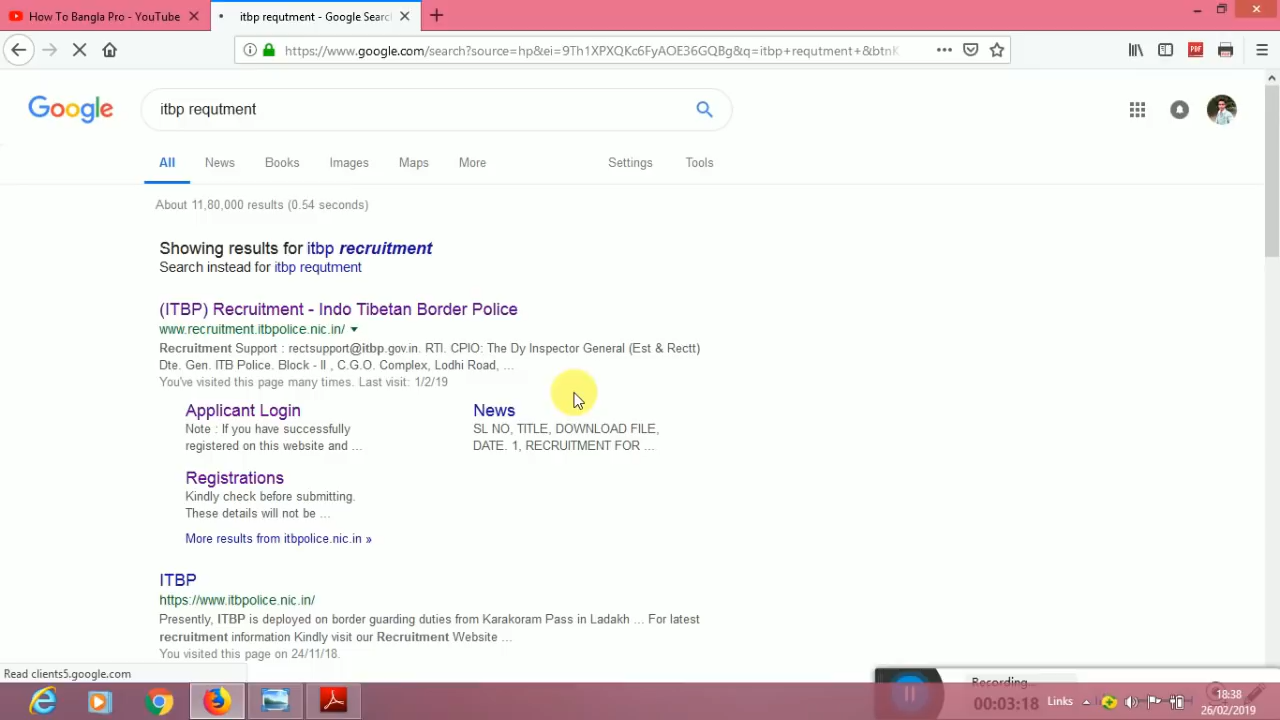 How To Bangla Pro - YouTube
itbp requtment - Google Searc
https://www.google.com/search?source=hp&ei=9Th1XPXQKc6FyAOE36GQBg&q=itbp+requtment+&btnK
PDF
Google
itbp requtment
All News Books Images Maps More Settings Tools
About 11,80,000 results (0.54 seconds)
Showing results for itbp recruitment
Search instead for itbp requtment
(ITBP) Recruitment - Indo Tibetan Border Police
www.recruitment.itbpolice.nic.in/
Recruitment Support : rectsupport@itbp.gov.in. RTI. CPIO: The Dy Inspector General (Est & Rectt)
Dte. Gen. ITB Police. Block - II , C.G.O. Complex, Lodhi Road, ...
You've visited this page many times. Last visit: 1/2/19
Applicant Login
Note : If you have successfully
registered on this website and ...
News
SL NO, TITLE, DOWNLOAD FILE,
DATE. 1, RECRUITMENT FOR ...
Registrations
Kindly check before submitting.
These details will not be ...
More results from itbpolice.nic.in »
ITBP
https://www.itbpolice.nic.in/
Presently, ITBP is deployed on border guarding duties from Karakoram Pass in Ladakh ... For latest
recruitment information Kindly visit our Recruitment Website ...
You visited this page on 24/11/18.
Read clients5.google.com
Recording
00:03:18
Links
18:38
26/02/2019